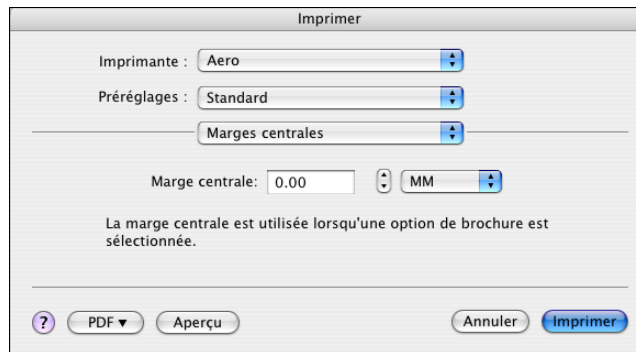 Imprimer
Imprimante : Aero
Préréglages : Standard
Marges centrales
Marge centrale: 0.00 MM
La marge centrale est utilisée lorsqu'une option de brochure est
sélectionnée.
? PDF ▼ Aperçu Annuler Imprimer